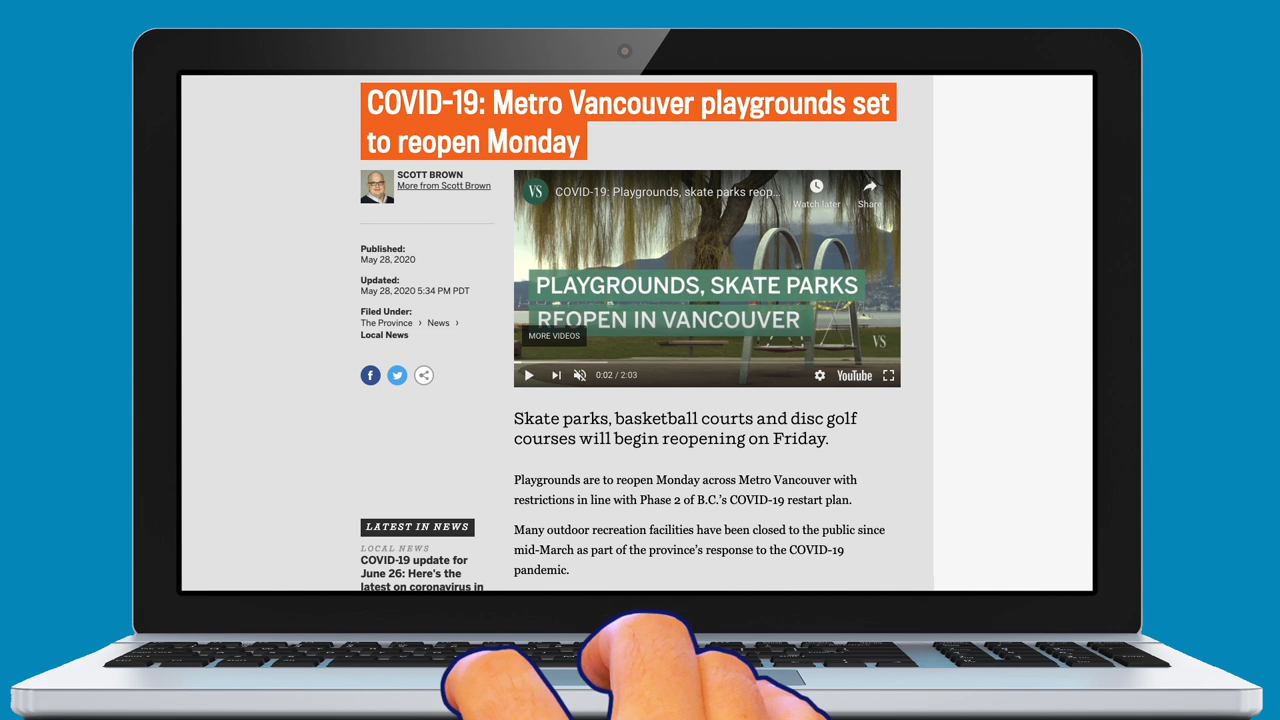 COVID-19: Metro Vancouver playgrounds set
to reopen Monday
SCOTT BROWN
More from Scott Brown
Published:
May 28, 2020
Updated:
May 28, 2020 5:34 PM PDT
Filed Under:
The Province › News ›
Local News
VS
COVID-19: Playgrounds, skate parks reop...
Watch later
Share
PLAYGROUNDS, SKATE PARKS
REOPEN IN VANCOUVER
MORE VIDEOS
VS
0:02 / 2:03
YouTube
Skate parks, basketball courts and disc golf
courses will begin reopening on Friday.
Playgrounds are to reopen Monday across Metro Vancouver with
restrictions in line with Phase 2 of B.C.'s COVID-19 restart plan.
Many outdoor recreation facilities have been closed to the public since
mid-March as part of the province's response to the COVID-19
pandemic.
LATEST IN NEWS
LOCAL NEWS
COVID-19 update for
June 26: Here's the
latest on coronavirus in